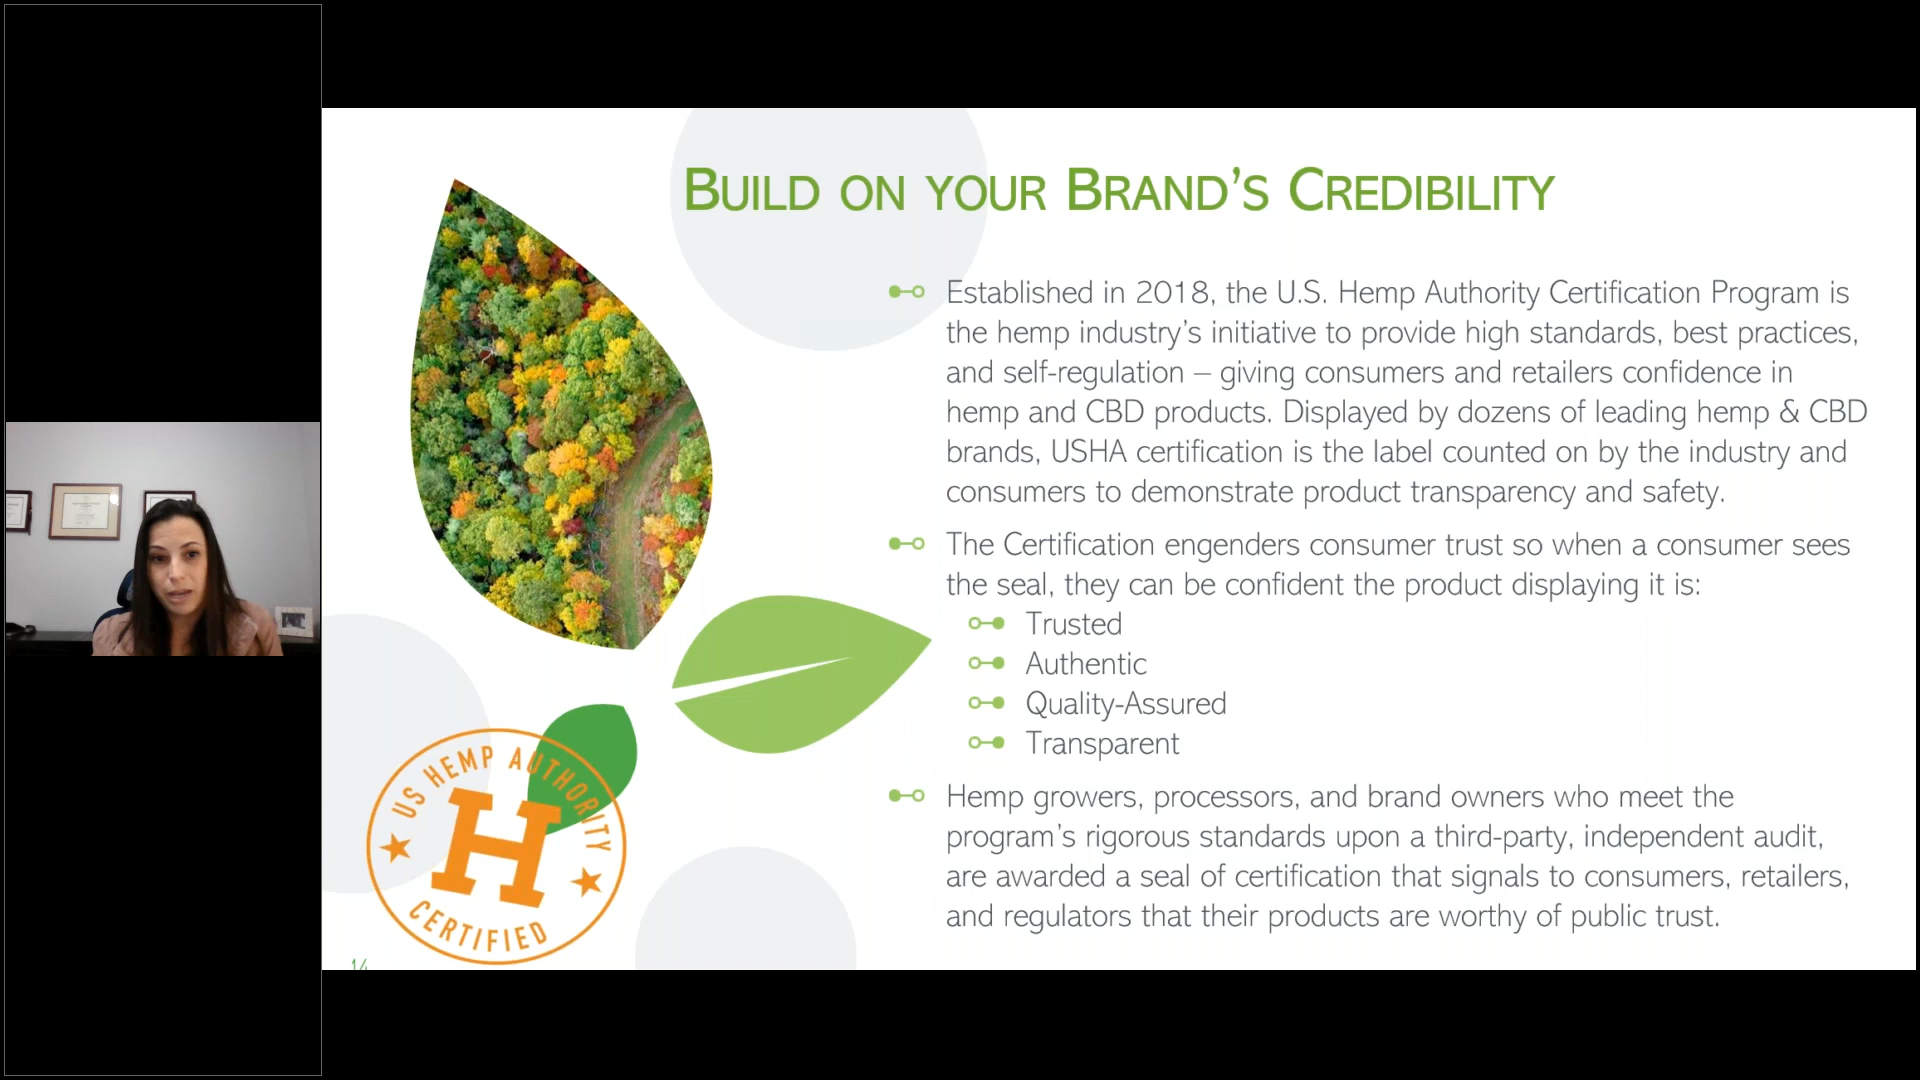 BUILD ON YOUR BRAND'S CREDIBILITY
Established in 2018, the U.S. Hemp Authority Certification Program is
the hemp industry's initiative to provide high standards, best practices,
and self-regulation – giving consumers and retailers confidence in
hemp and CBD products. Displayed by dozens of leading hemp & CBD
brands, USHA certification is the label counted on by the industry and
consumers to demonstrate product transparency and safety.
The Certification engenders consumer trust so when a consumer sees
the seal, they can be confident the product displaying it is:
Trusted
Authentic
Quality-Assured
Transparent
Hemp growers, processors, and brand owners who meet the
program's rigorous standards upon a third-party, independent audit,
are awarded a seal of certification that signals to consumers, retailers,
and regulators that their products are worthy of public trust.
US HEMP AUTHORITY
H
CERTIFIED
14